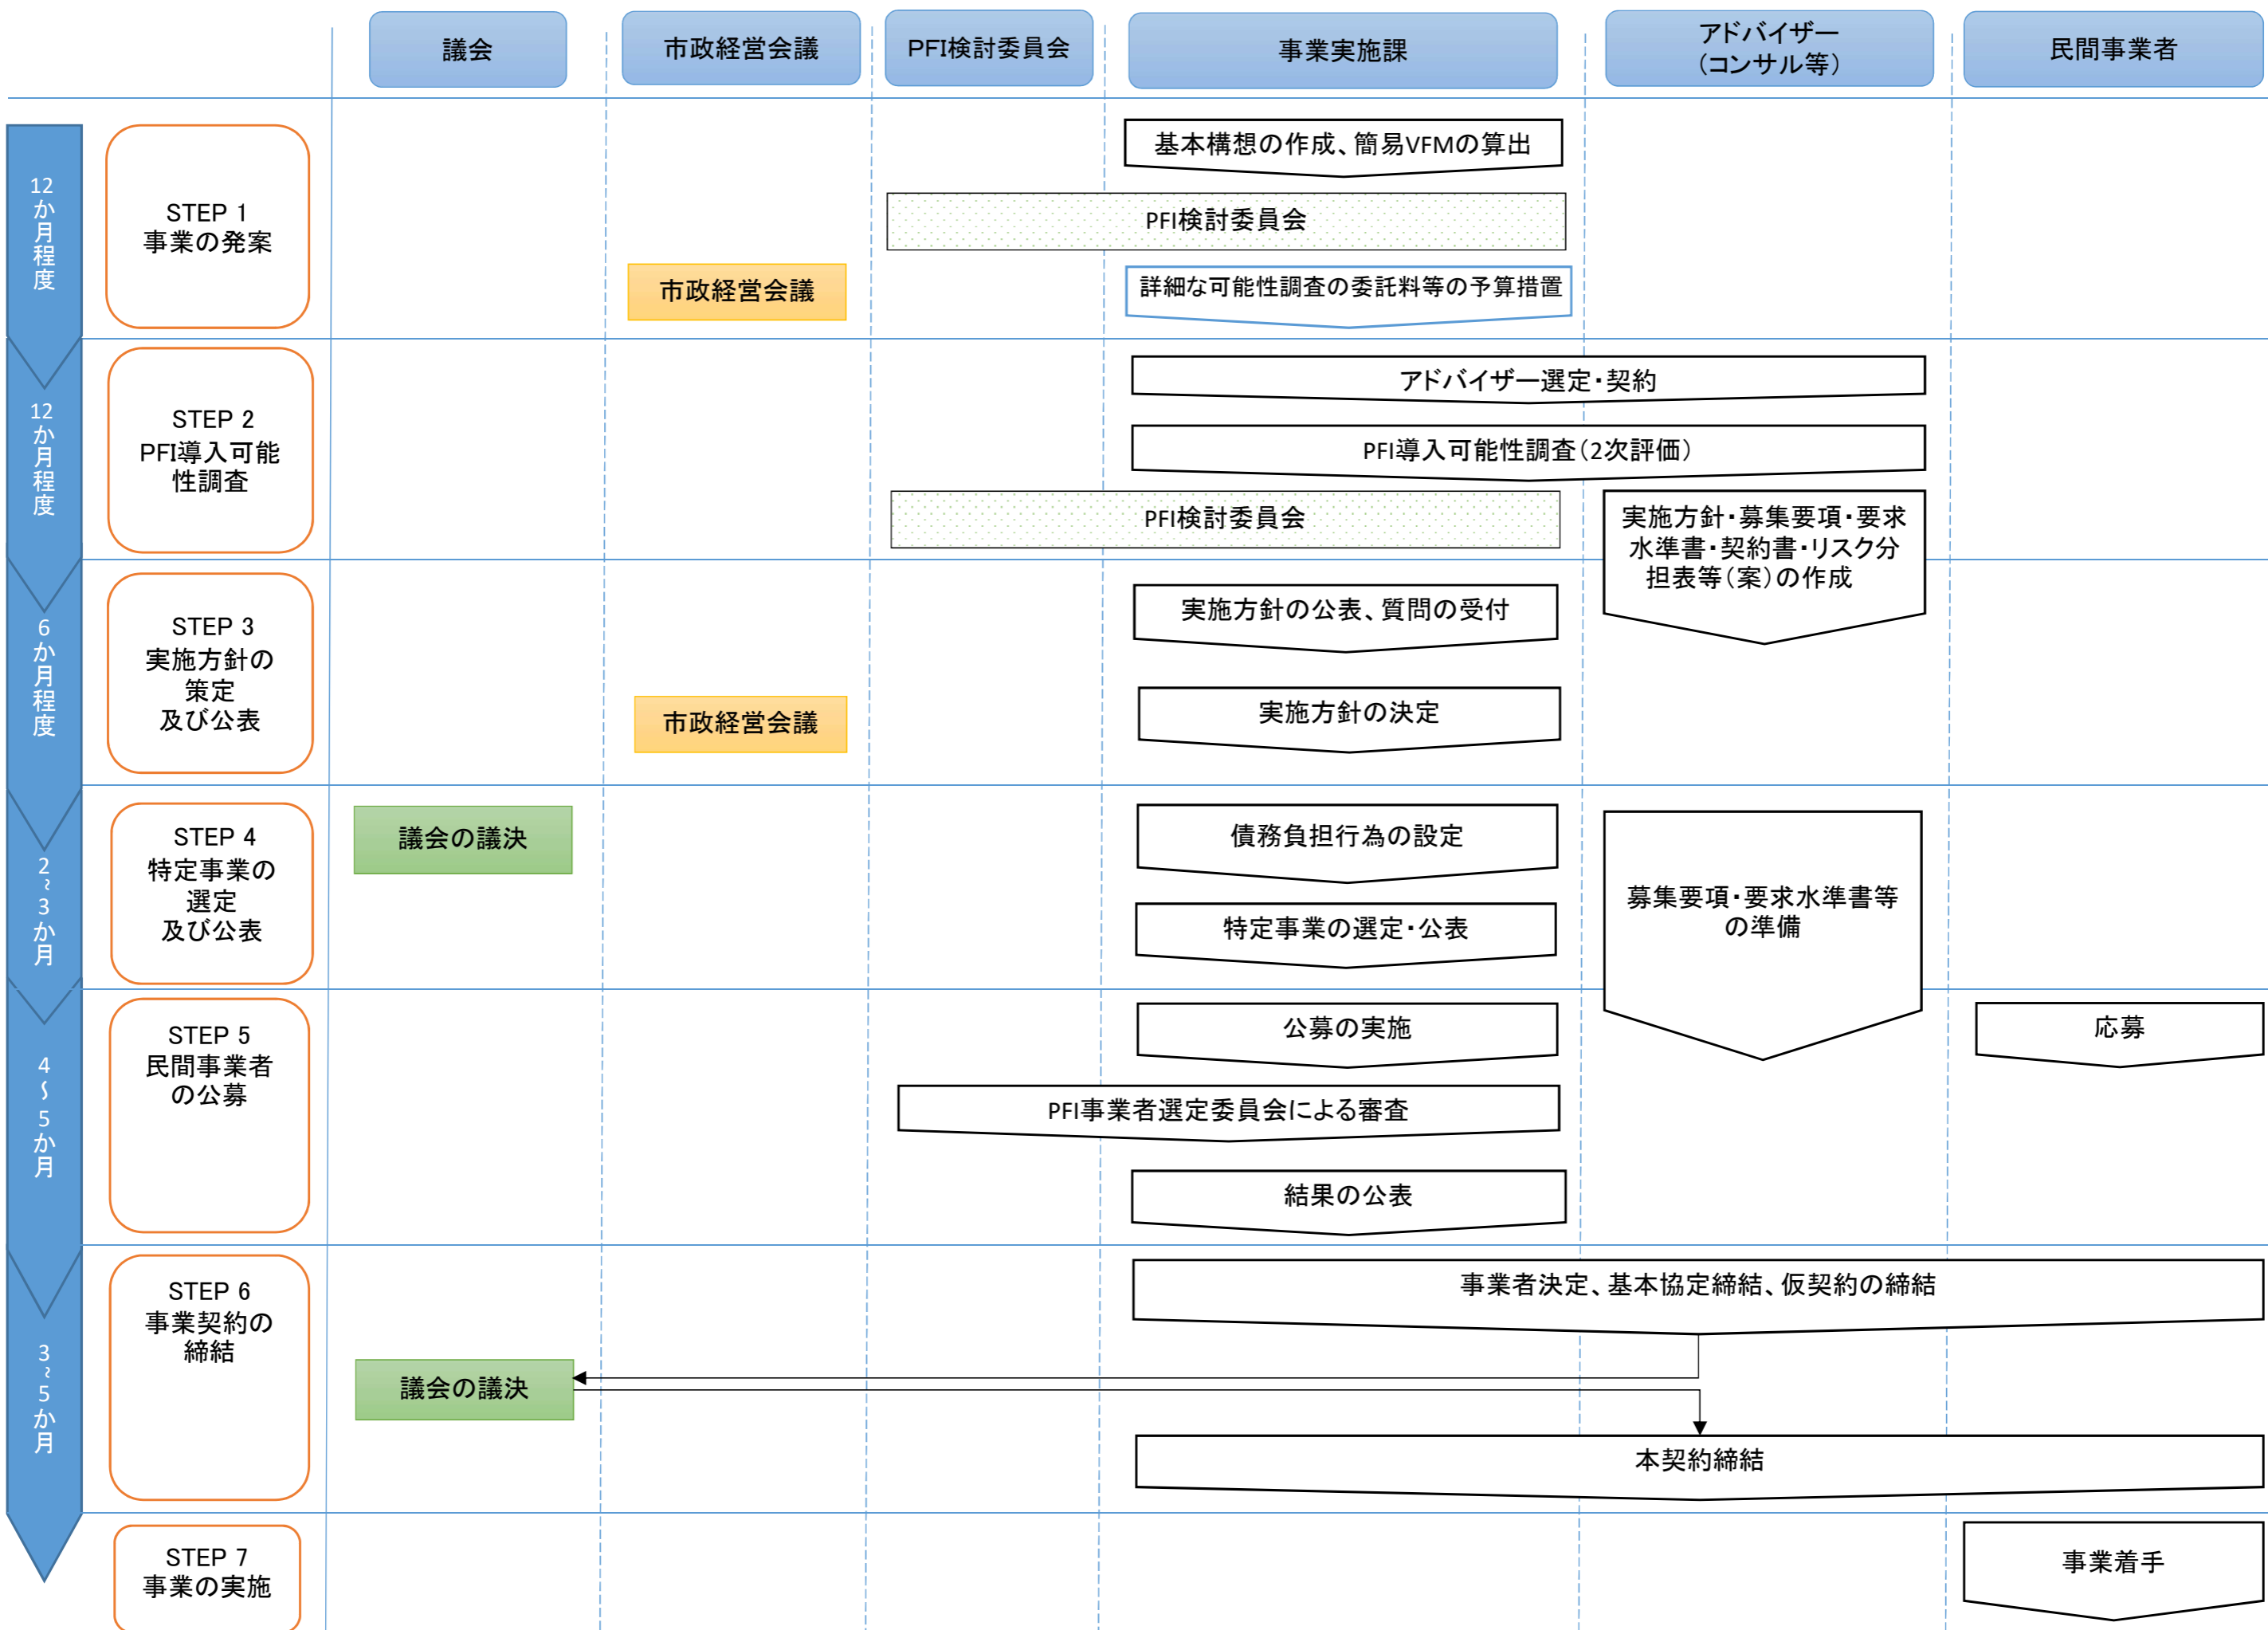 議会
市政経営会議
PFI検討委員会
事業実施課
アドバイザー
（コンサル等）
民間事業者
12か月程度
STEP 1
事業の発案
基本構想の作成、簡易VFMの算出
PFI検討委員会
市政経営会議
詳細な可能性調査の委託料等の予算措置
12か月程度
STEP 2
PFI導入可能
性調査
アドバイザー選定・契約
PFI導入可能性調査（2次評価）
PFI検討委員会
実施方針・募集要項・要求
水準書・契約書・リスク分
担表等（案）の作成
6か月程度
STEP 3
実施方針の
策定
及び公表
実施方針の公表、質問の受付
市政経営会議
実施方針の決定
2～3か月
STEP 4
特定事業の
選定
及び公表
議会の議決
債務負担行為の設定
特定事業の選定・公表
募集要項・要求水準書等
の準備
4～5か月
STEP 5
民間事業者
の公募
公募の実施
応募
PFI事業者選定委員会による審査
結果の公表
3～5か月
STEP 6
事業契約の
締結
事業者決定、基本協定締結、仮契約の締結
議会の議決
本契約締結
STEP 7
事業の実施
事業着手